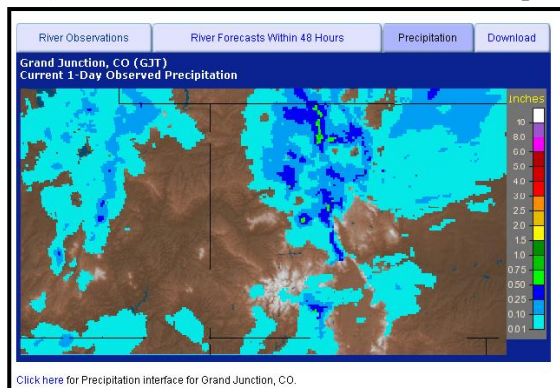 River Observations
River Forecasts Within 48 Hours
Precipitation
Download
Grand Junction, CO (GJT)
Current 1-Day Observed Precipitation
Inches
10
8.0
6.0
5.0
4.0
3.0
2.5
2.0
1.5
1.0
0.75
0.50
0.25
0.10
0.01
Click here for Precipitation interface for Grand Junction, CO.